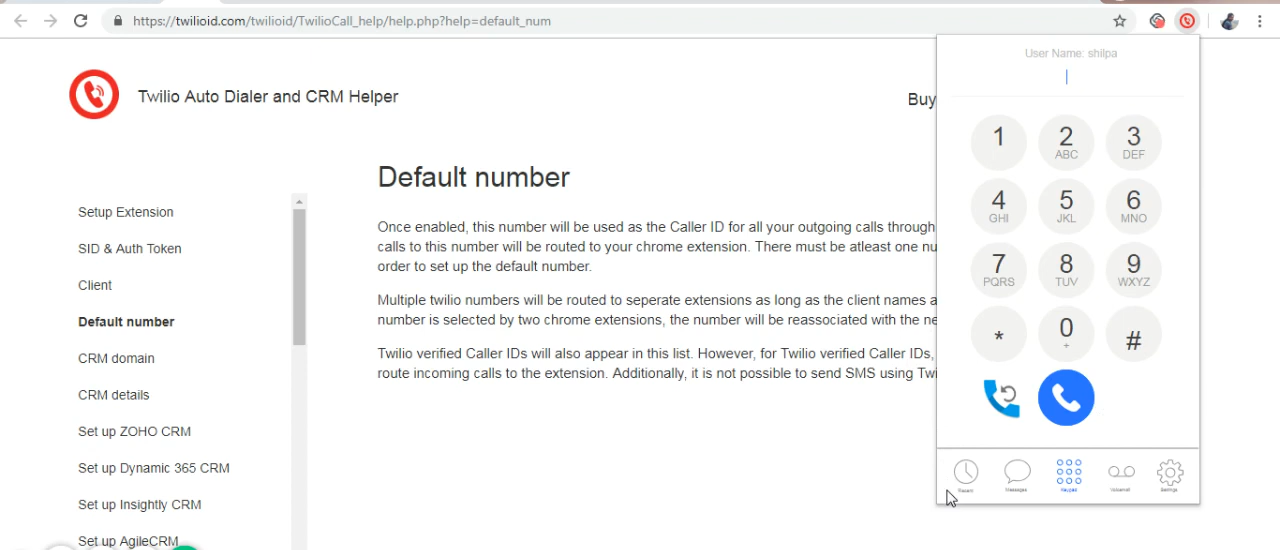 https://twilioid.com/twilioid/TwilioCall_help/help.php?help=default_num
Twilio Auto Dialer and CRM Helper
Buy
Default number
Once enabled, this number will be used as the Caller ID for all your outgoing calls through
calls to this number will be routed to your chrome extension. There must be atleast one nu
order to set up the default number.
Multiple twilio numbers will be routed to seperate extensions as long as the client names a
number is selected by two chrome extensions, the number will be reassociated with the ne
Twilio verified Caller IDs will also appear in this list. However, for Twilio verified Caller IDs,
route incoming calls to the extension. Additionally, it is not possible to send SMS using Twi
Setup Extension
SID & Auth Token
Client
Default number
CRM domain
CRM details
Set up ZOHO CRM
Set up Dynamic 365 CRM
Set up Insightly CRM
Set up AgileCRM
User Name: shilpa
1 2 3
ABC DEF
4 5 6
GHI JKL MNO
7 8 9
PQRS TUV WXYZ
* 0 #
+
Recent Messages Keypad Voicemail Settings